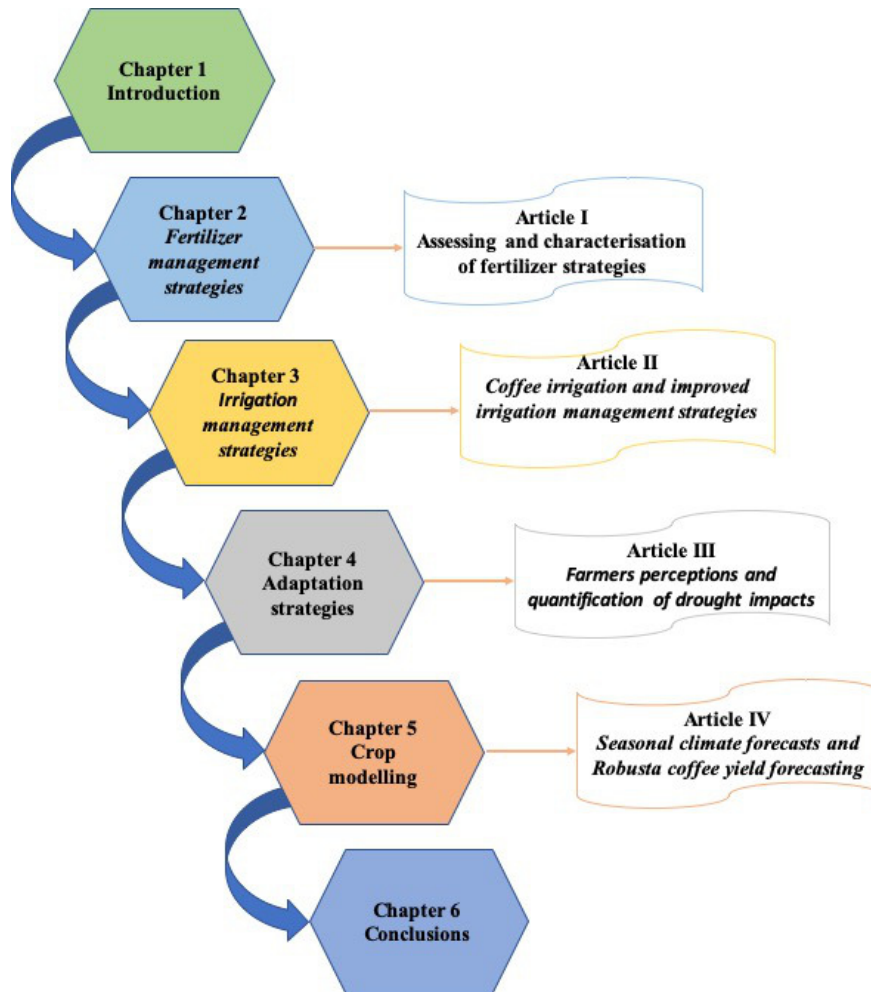 Chapter 1
Introduction
Chapter 2
Fertilizer
management
strategies
Article I
Assessing and characterisation
of fertilizer strategies
Chapter 3
Irrigation
management
strategies
Article II
Coffee irrigation and improved
irrigation management strategies
Chapter 4
Adaptation
strategies
Article III
Farmers perceptions and
quantification of drought impacts
Chapter 5
Crop
modelling
Article IV
Seasonal climate forecasts and
Robusta coffee yield forecasting
Chapter 6
Conclusions